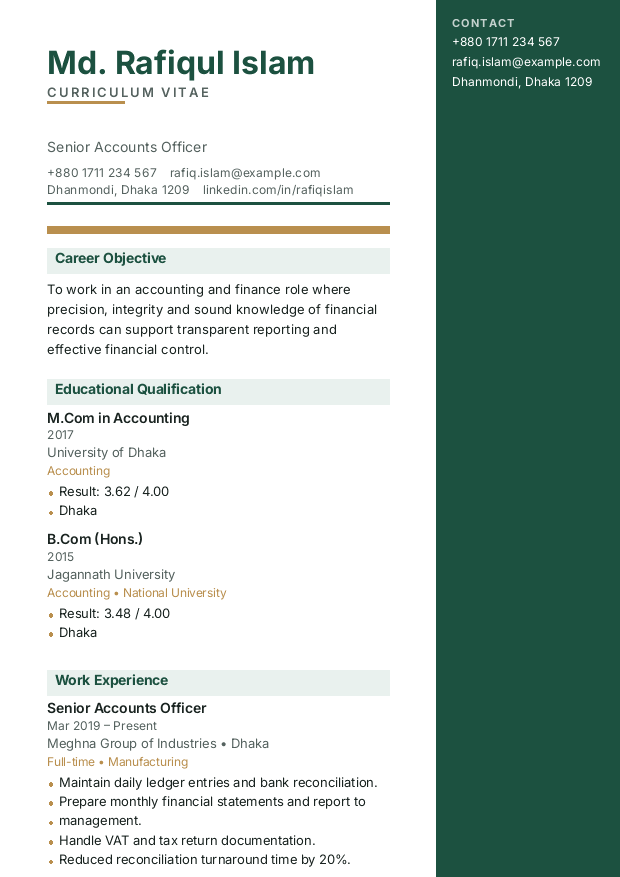 Md. Rafiqul Islam
CURRICULUM VITAE
Senior Accounts Officer
+880 1711 234 567 rafiq.islam@example.com
Dhanmondi, Dhaka 1209 linkedin.com/in/rafiqislam
Career Objective
To work in an accounting and finance role where
precision, integrity and sound knowledge of financial
records can support transparent reporting and
effective financial control.
Educational Qualification
M.Com in Accounting
2017
University of Dhaka
Accounting
• Result: 3.62 / 4.00
• Dhaka
B.Com (Hons.)
2015
Jagannath University
Accounting • National University
• Result: 3.48 / 4.00
• Dhaka
Work Experience
Senior Accounts Officer
Mar 2019 – Present
Meghna Group of Industries • Dhaka
Full-time • Manufacturing
• Maintain daily ledger entries and bank reconciliation.
• Prepare monthly financial statements and report to
• management.
• Handle VAT and tax return documentation.
• Reduced reconciliation turnaround time by 20%.
CONTACT
+880 1711 234 567
rafiq.islam@example.com
Dhanmondi, Dhaka 1209